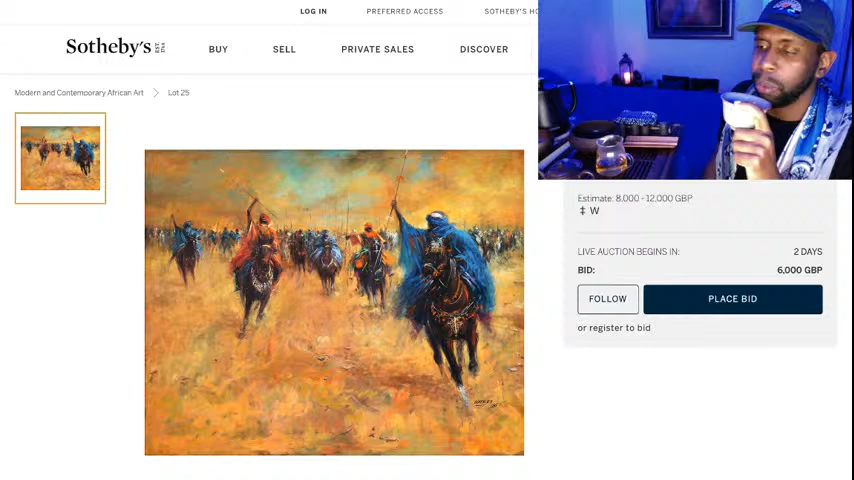 LOG IN
PREFERRED ACCESS
SOTHEBY'S
Sotheby's EST. 1744
BUY
SELL
PRIVATE SALES
DISCOVER
Modern and Contemporary African Art
Lot 25
Estimate: 8,000 - 12,000 GBP
‡ W
LIVE AUCTION BEGINS IN: 2 DAYS
BID: 6,000 GBP
FOLLOW
PLACE BID
or register to bid